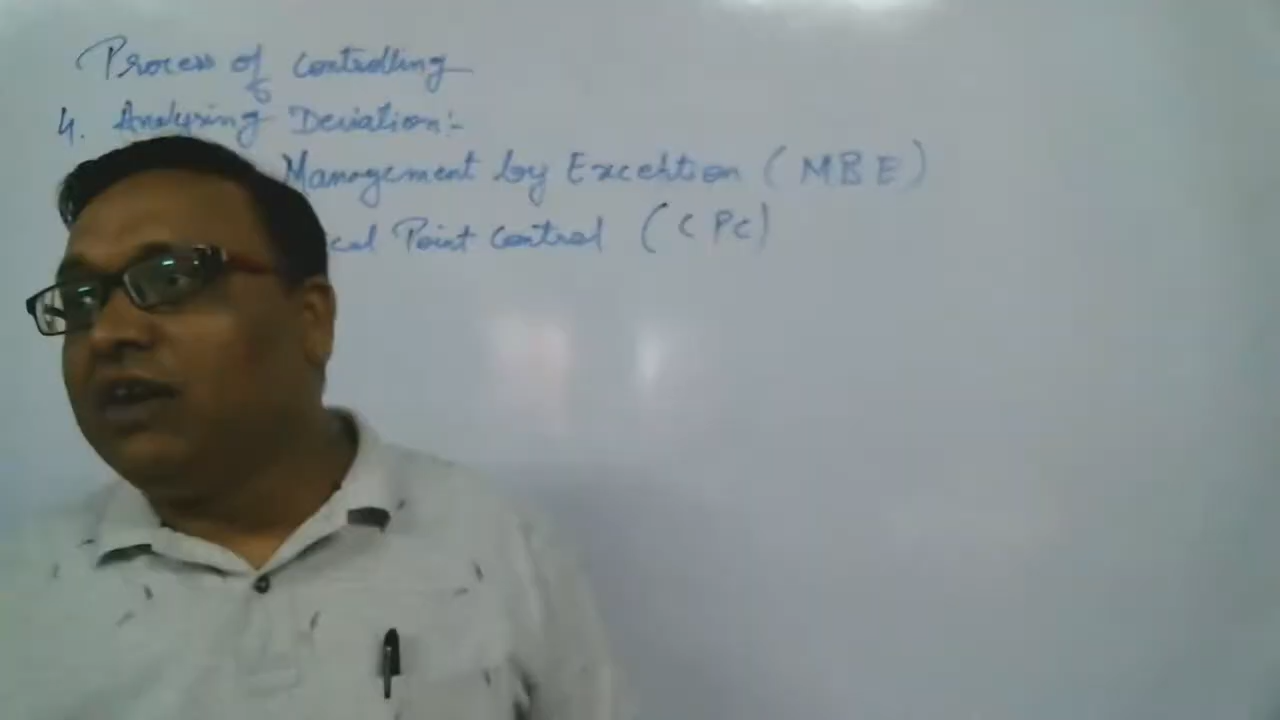 Process of Controlling
4. Analysing Deviation:-
Management by Exception (MBE)
Point Control (CPC)